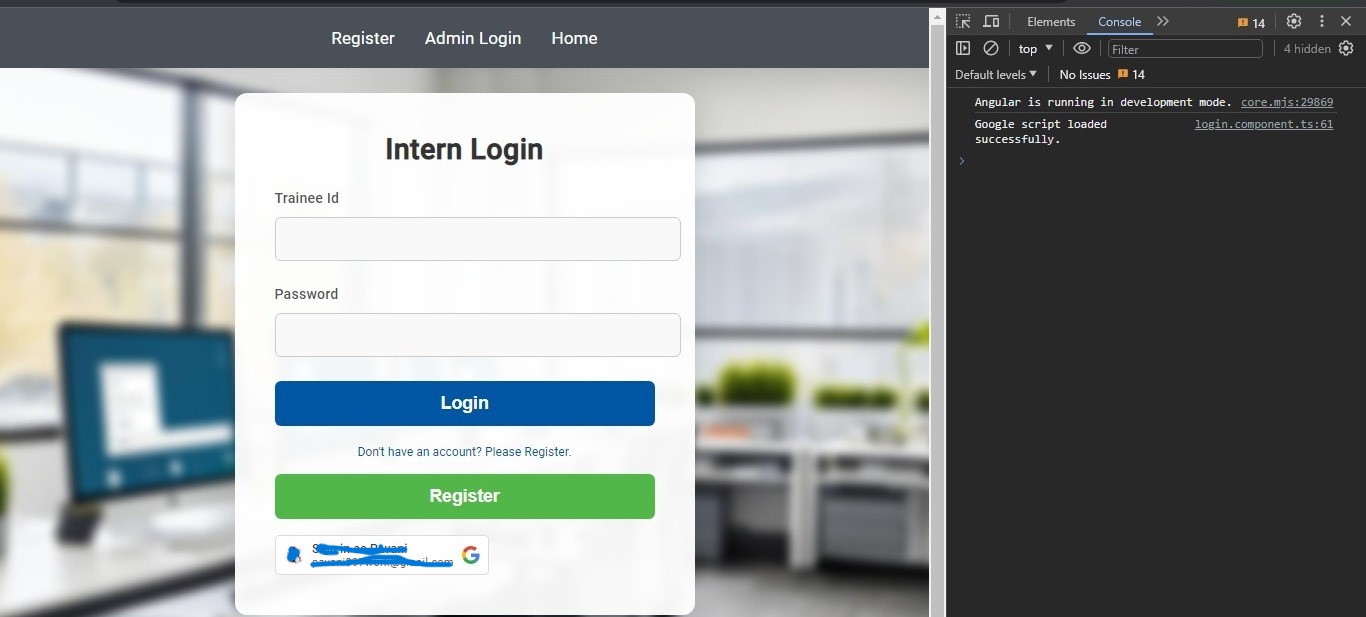 Register Admin Login Home
Intern Login
Trainee Id
Password
Login
Don't have an account? Please Register.
Register
Elements Console 14
top Filter 4 hidden
Default levels No Issues 14
Angular is running in development mode. core.mjs:29869
Google script loaded login.component.ts:61
successfully.